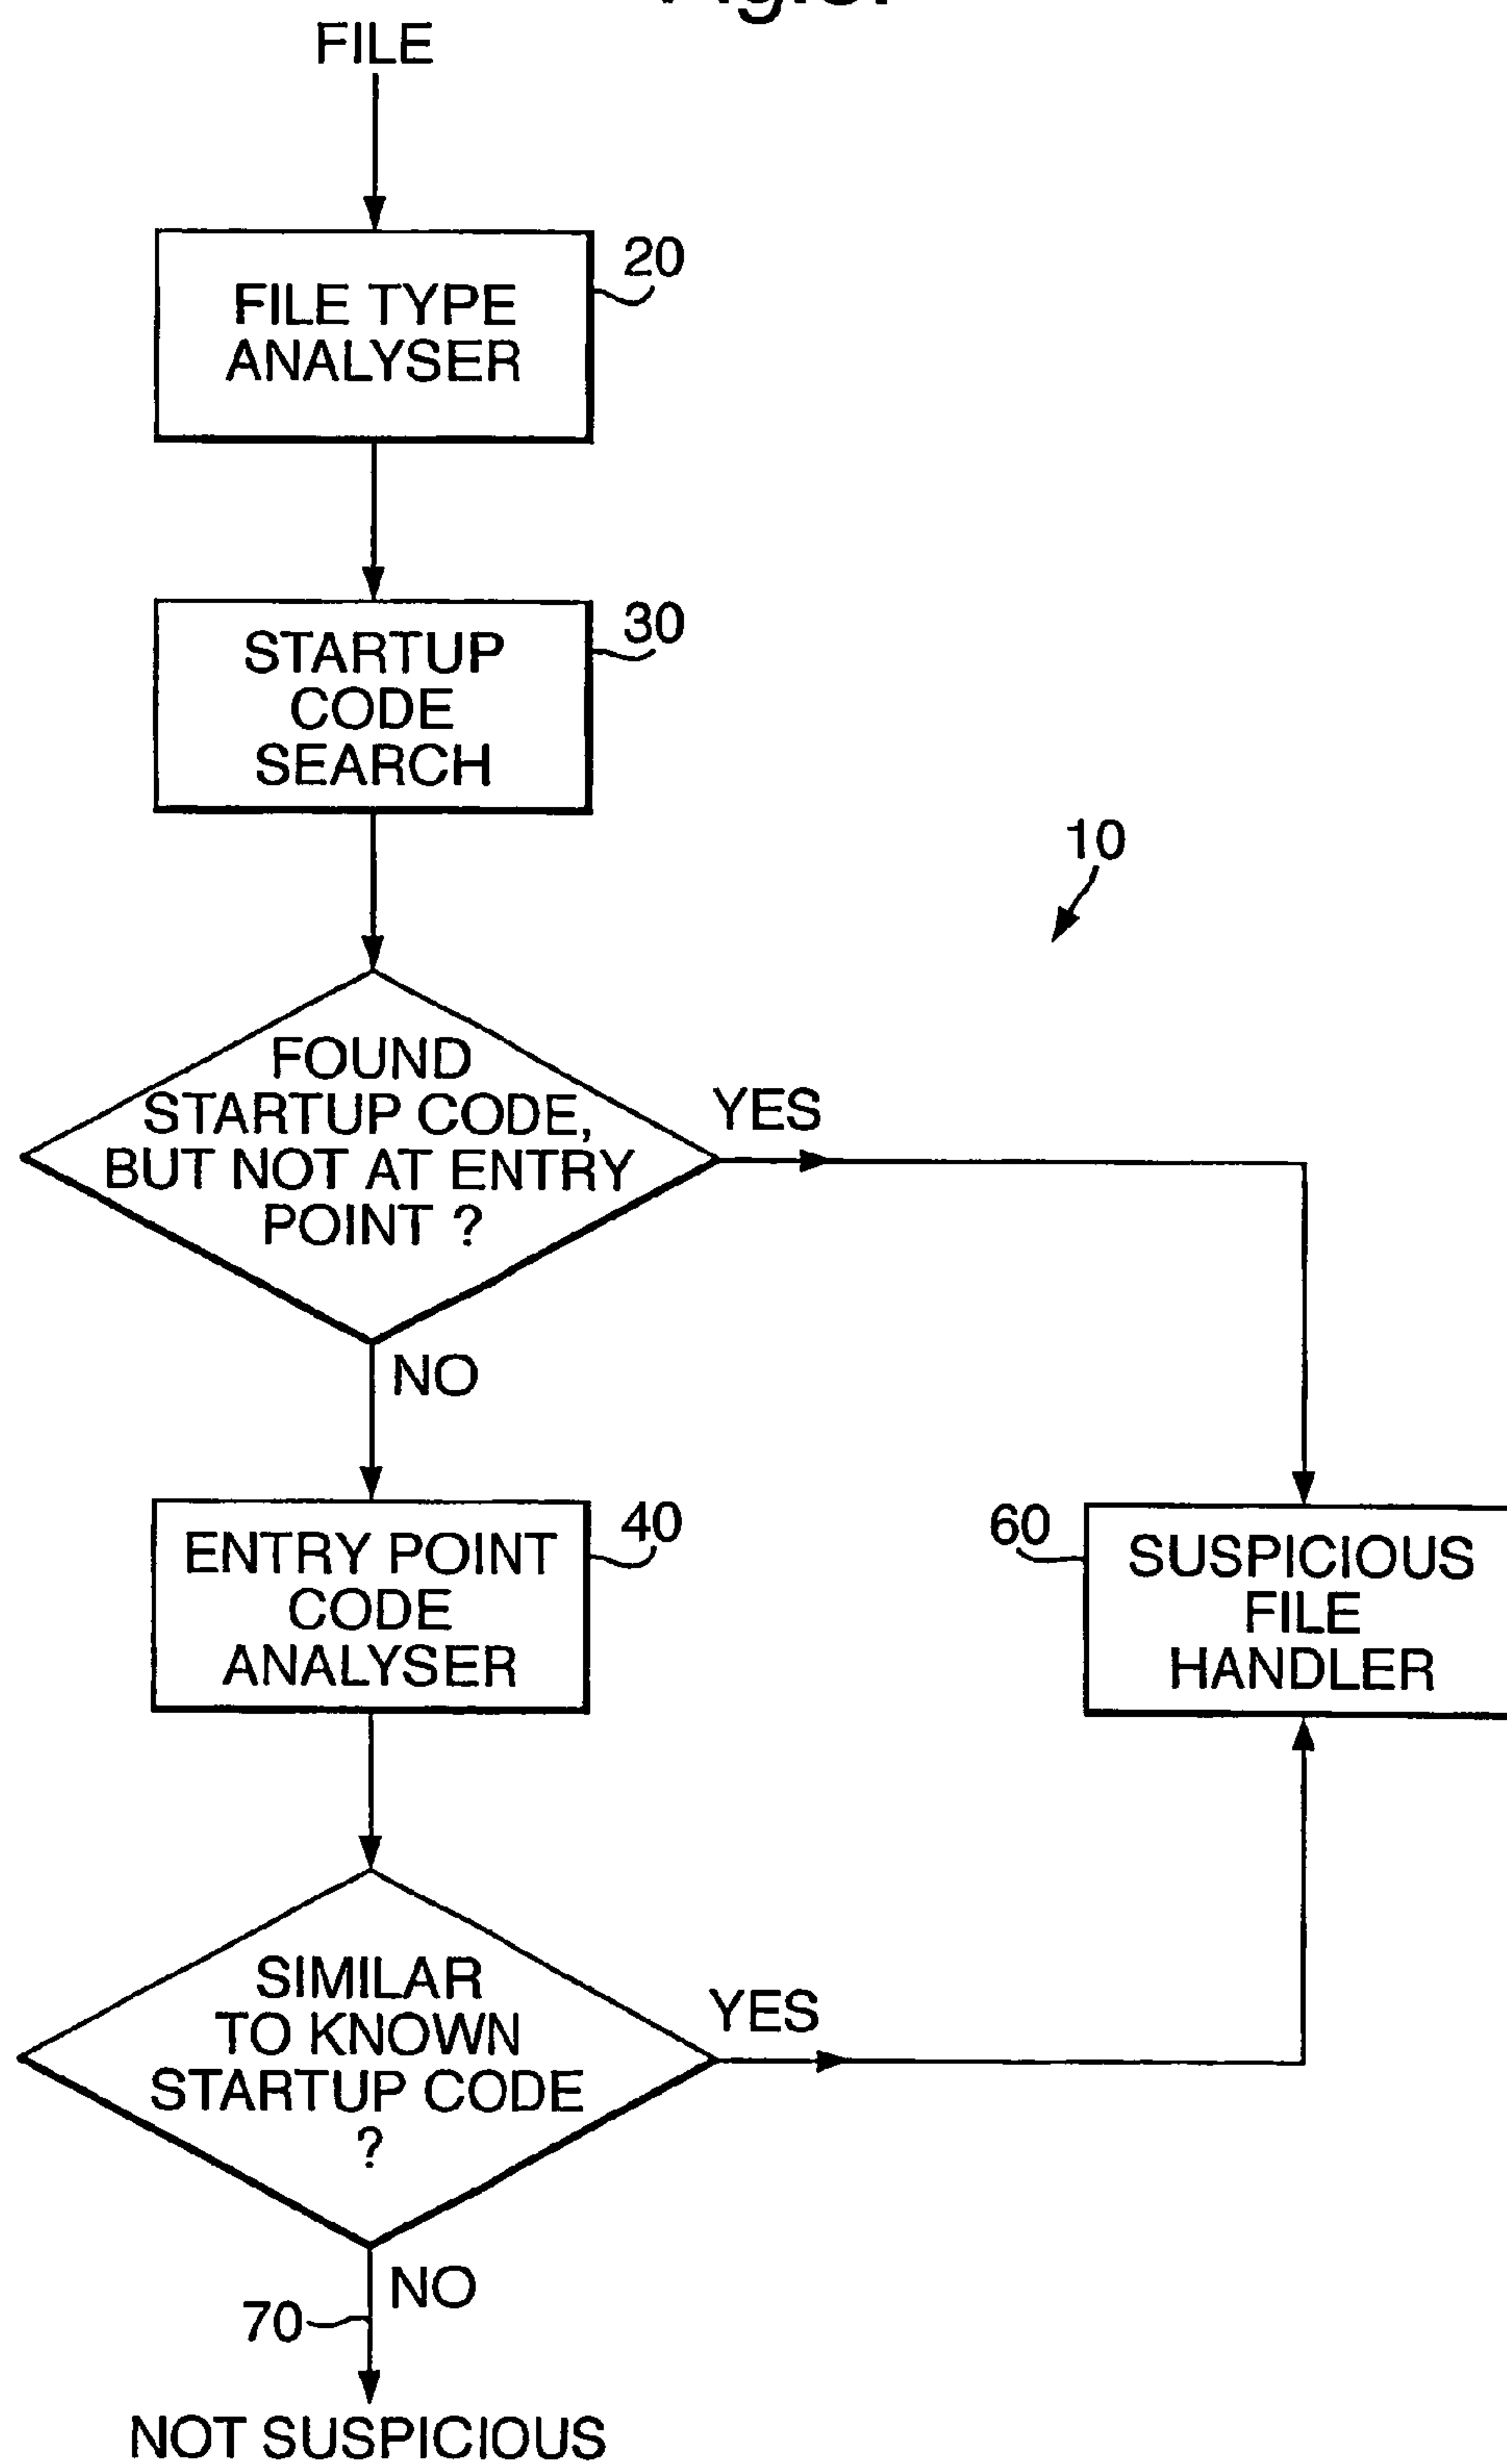 FILE
20
FILE TYPE
ANALYSER
30
STARTUP
CODE
SEARCH
10
FOUND
STARTUP CODE,
BUT NOT AT ENTRY
POINT ?
YES
NO
40
ENTRY POINT
CODE
ANALYSER
60
SUSPICIOUS
FILE
HANDLER
SIMILAR
TO KNOWN
STARTUP CODE
?
YES
NO
70
NOT SUSPICIOUS